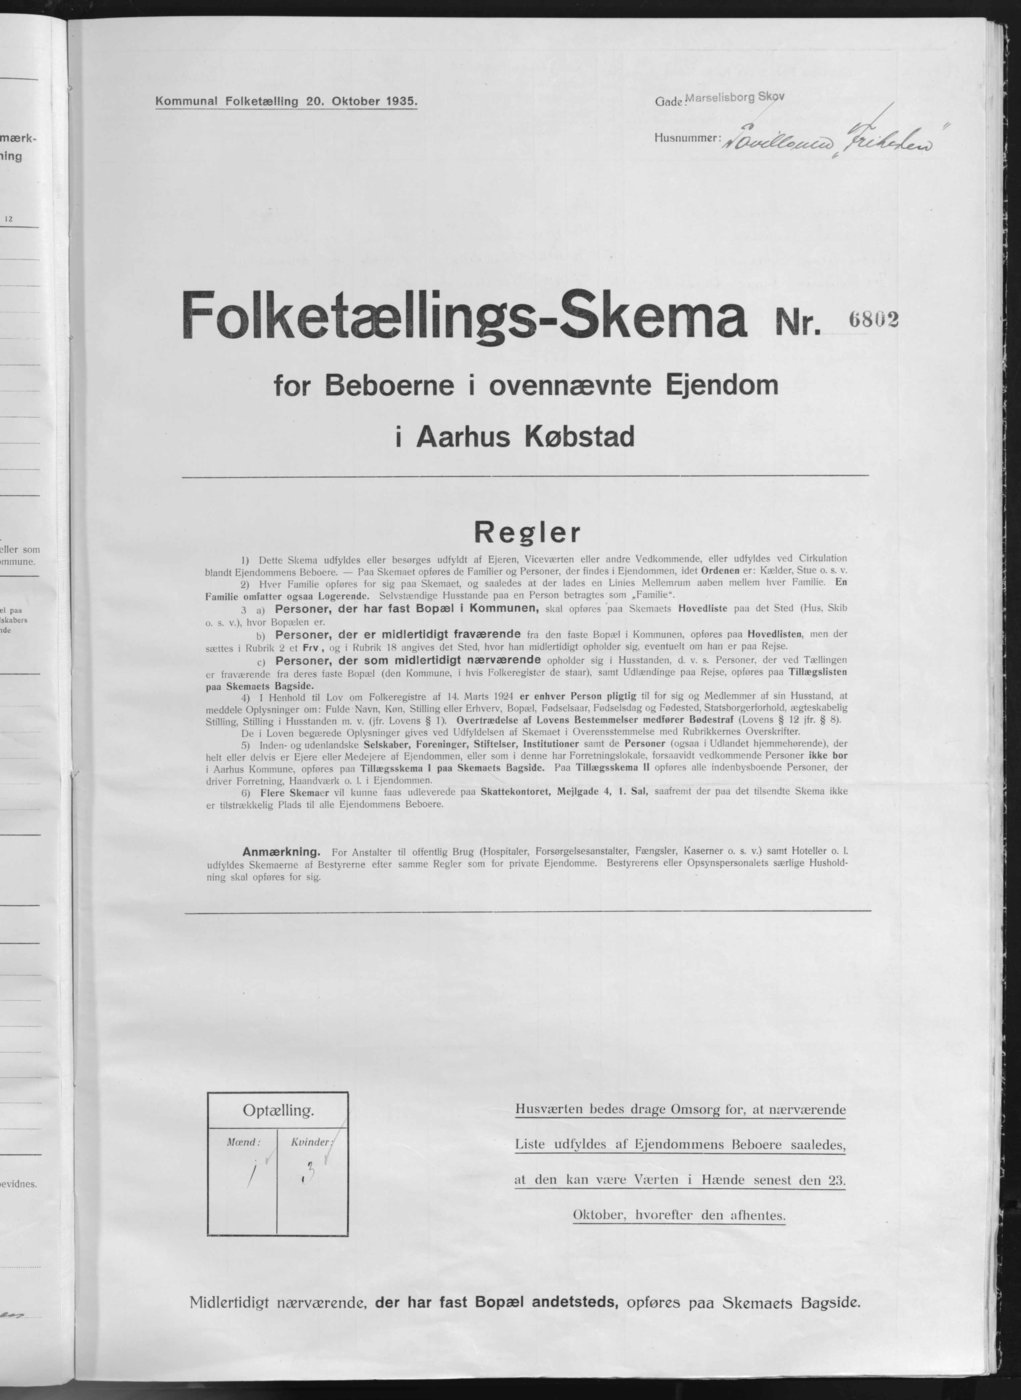 Kommunal Folketælling 20. Oktober 1935.
Gade: Marselisborg Skov
Husnummer: Pavillonen „Friheden“
Folketællings-Skema Nr. 6802
for Beboerne i ovennævnte Ejendom
i Aarhus Købstad
Regler
1) Dette Skema udfyldes eller besørges udfyldt af Ejeren, Viceværten eller andre Vedkommende, eller udfyldes ved Cirkulation
blandt Ejendommens Beboere. — Paa Skemaet opføres de Familier og Personer, der findes i Ejendommen, idet Ordenen er: Kælder, Stue o. s. v.
2) Hver Familie opføres for sig paa Skemaet, og saaledes at der lades en Linies Mellemrum aaben mellem hver Familie. En
Familie omfatter ogsaa Logerende. Selvstændige Husstande paa en Person betragtes som „Familie“.
3 a) Personer, der har fast Bopæl i Kommunen, skal opføres paa Skemaets Hovedliste paa det Sted (Hus, Skib
o. s. v.), hvor Bopælen er.
b) Personer, der er midlertidigt fraværende fra den faste Bopæl i Kommunen, opføres paa Hovedlisten, men der
sættes i Rubrik 2 et Frv, og i Rubrik 18 angives det Sted, hvor han midlertidigt opholder sig, eventuelt om han er paa Rejse.
c) Personer, der som midlertidigt nærværende opholder sig i Husstanden, d. v. s. Personer, der ved Tællingen
er fraværende fra deres faste Bopæl (den Kommune, i hvis Folkeregister de staar), samt Udlændinge paa Rejse, opføres paa Tillægslisten
paa Skemaets Bagside.
4) I Henhold til Lov om Folkeregistre af 14. Marts 1924 er enhver Person pligtig til for sig og Medlemmer af sin Husstand, at
meddele Oplysninger om: Fulde Navn, Køn, Stilling eller Erhverv, Bopæl, Fødselsaar, Fødselsdag og Fødested, Statsborgerforhold, ægteskabelig
Stilling, Stilling i Husstanden m. v. (jfr. Lovens § 1). Overtrædelse af Lovens Bestemmelser medfører Bødestraf (Lovens § 12 jfr. § 8).
De i Loven begærede Oplysninger gives ved Udfyldelsen af Skemaet i Overensstemmelse med Rubrikkernes Overskrifter.
5) Inden- og udenlandske Selskaber, Foreninger, Stiftelser, Institutioner samt de Personer (ogsaa i Udlandet hjemmehørende), der
helt eller delvis er Ejere eller Medejere af Ejendommen, eller som i denne har Forretningslokale, forsaavidt vedkommende Personer ikke bor
i Aarhus Kommune, opføres paa Tillægsskema I paa Skemaets Bagside. Paa Tillægsskema II opføres alle indenbysboende Personer, der
driver Forretning, Haandværk o. l. i Ejendommen.
6) Flere Skemaer vil kunne faas udleverede paa Skattekontoret, Mejlgade 4, 1. Sal, saafremt der paa det tilsendte Skema ikke
er tilstrækkelig Plads til alle Ejendommens Beboere.
Anmærkning. For Anstalter til offentlig Brug (Hospitaler, Forsørgelsesanstalter, Fængsler, Kaserner o. s. v.) samt Hoteller o. l.
udfyldes Skemaerne af Bestyrerne efter samme Regler som for private Ejendomme. Bestyrerens eller Opsynspersonalets særlige Hushold-
ning skal opføres for sig.
Optælling.
Mænd: Kvinder:
1 3
Husværten bedes drage Omsorg for, at nærværende
Liste udfyldes af Ejendommens Beboere saaledes,
at den kan være Værten i Hænde senest den 23.
Oktober, hvorefter den afhentes.
Midlertidigt nærværende, der har fast Bopæl andetsteds, opføres paa Skemaets Bagside.